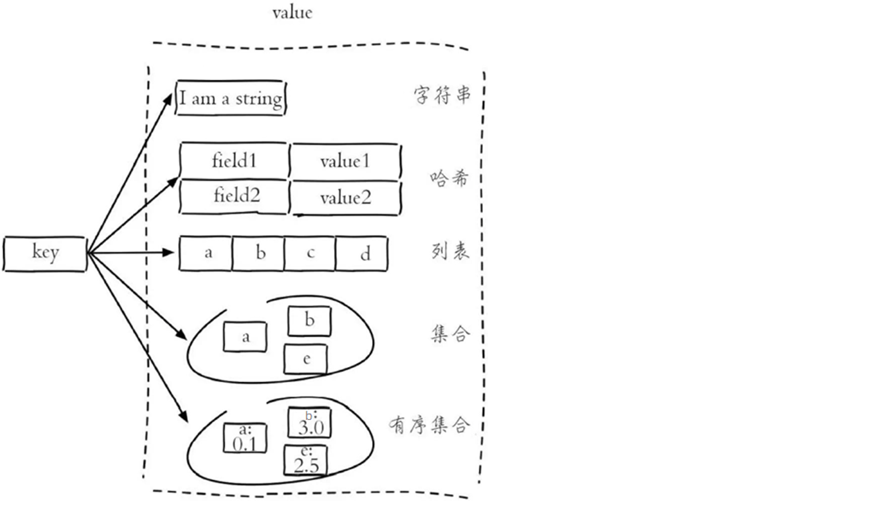 value
I am a string
字符串
field1 value1
哈希
field2 value2
key
a b c d
列表
b
a
集合
e
b:
3.0
a:
0.1
有序集合
e:
2.5